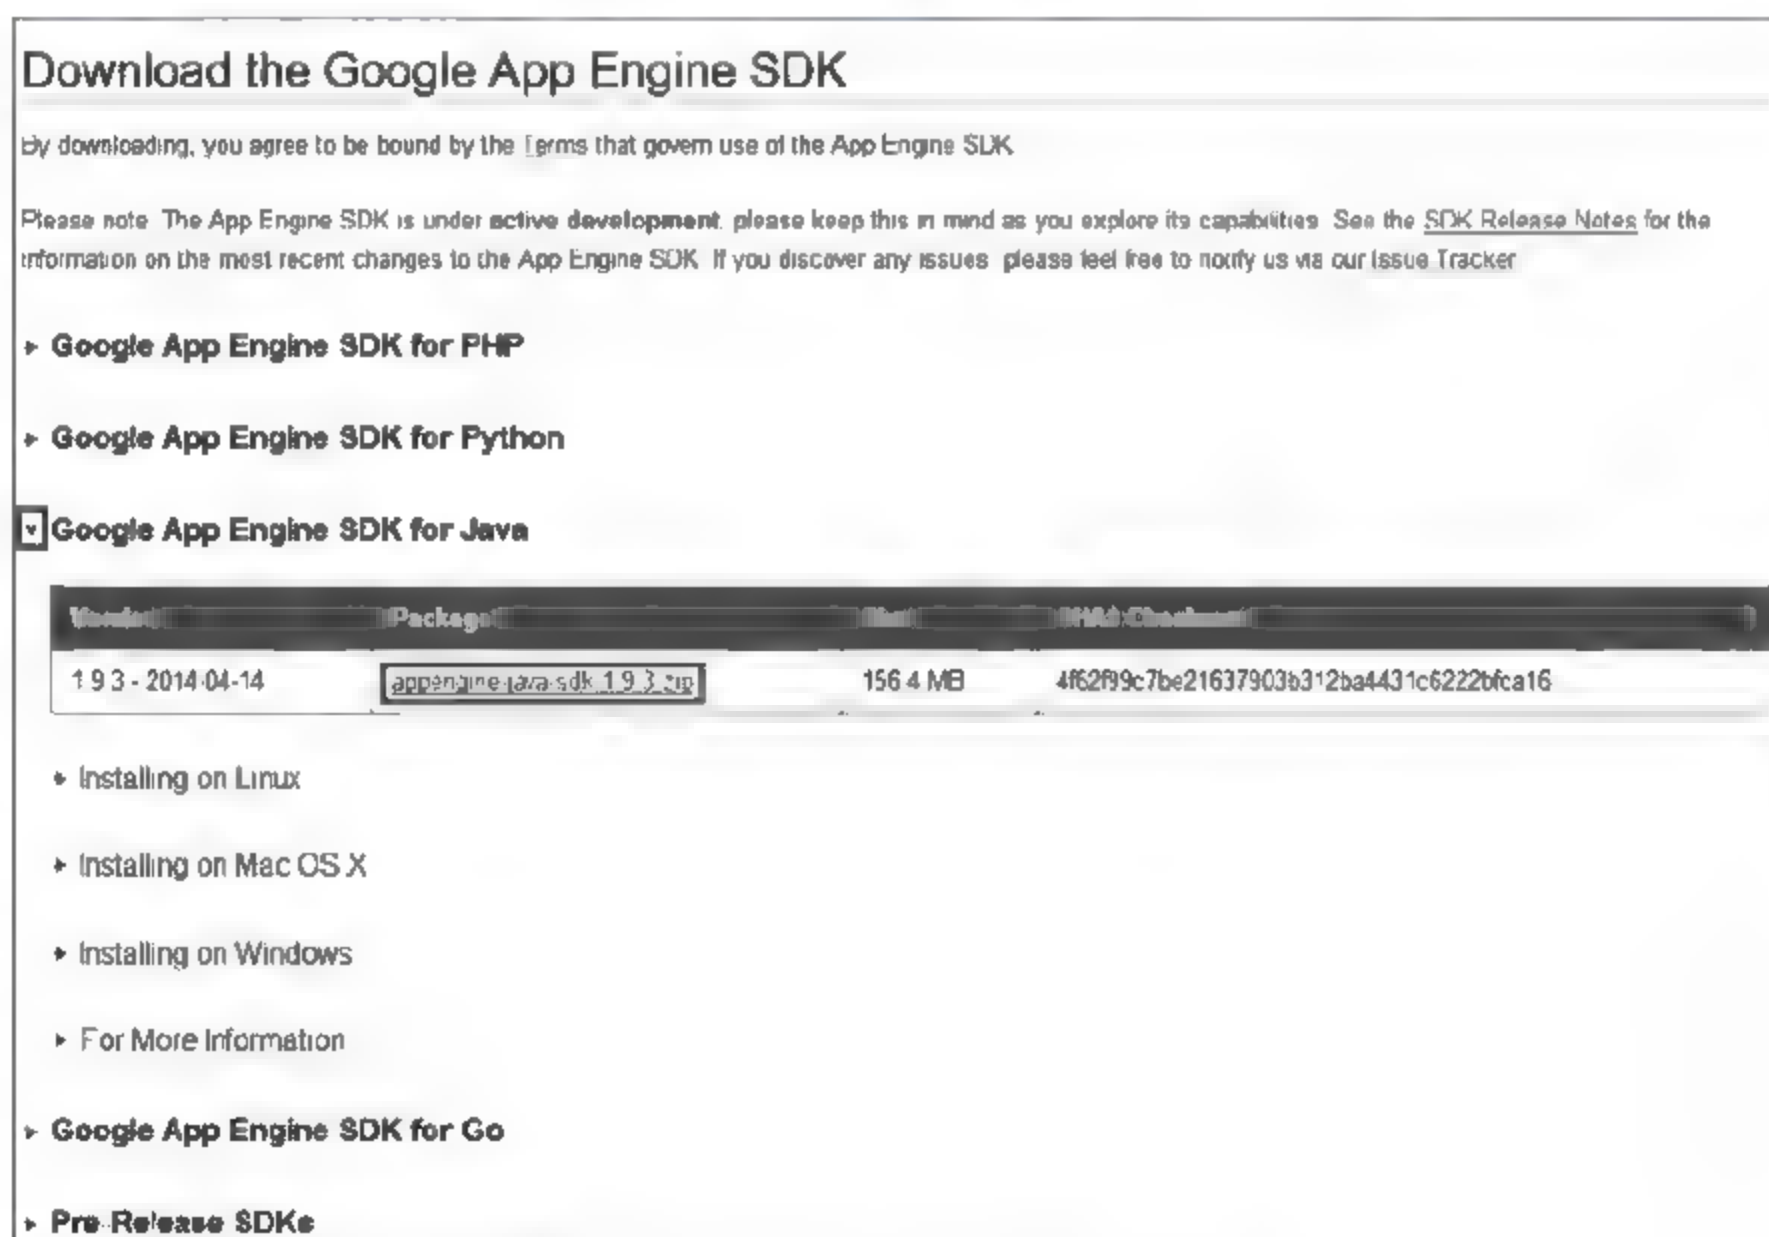 Download the Google App Engine SDK
By downloading, you agree to be bound by the Terms that govern use of the App Engine SDK
Please note The App Engine SDK is under active development. please keep this in mind as you explore its capabilities See the SDK Release Notes for the
information on the most recent changes to the App Engine SDK If you discover any issues please feel free to notify us via our Issue Tracker
Google App Engine SDK for PHP
Google App Engine SDK for Python
Google App Engine SDK for Java
Package
1 9 3 - 2014-04-14 appengine-java-sdk-1 9 3 zip 156 4 MB 4f62f99c7be21637903b312ba4431c6222bfca16
Installing on Linux
Installing on Mac OS X
Installing on Windows
For More Information
Google App Engine SDK for Go
Pre-Release SDKs